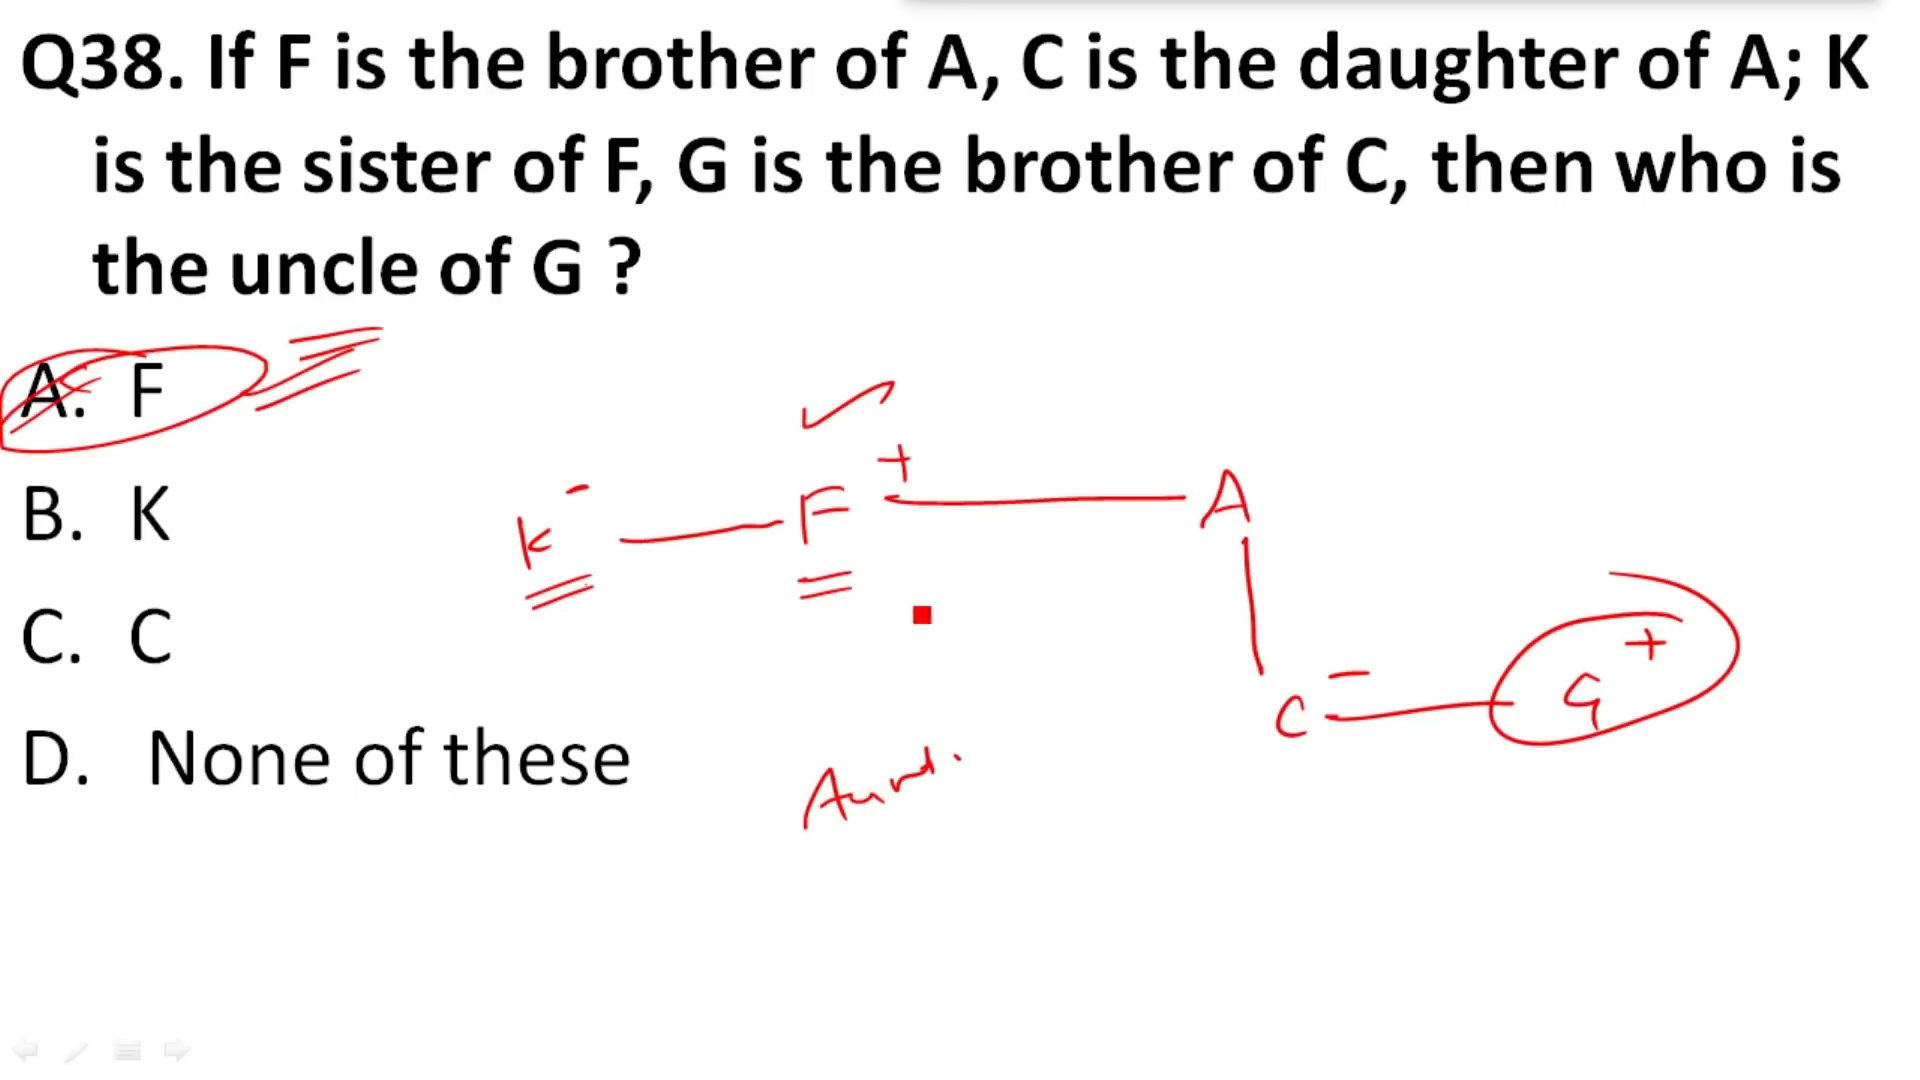 Q38. If F is the brother of A, C is the daughter of A; K
is the sister of F, G is the brother of C, then who is
the uncle of G ?
A. F
B. K
C. C
D. None of these
K - F + A
C - G +
Aunt.